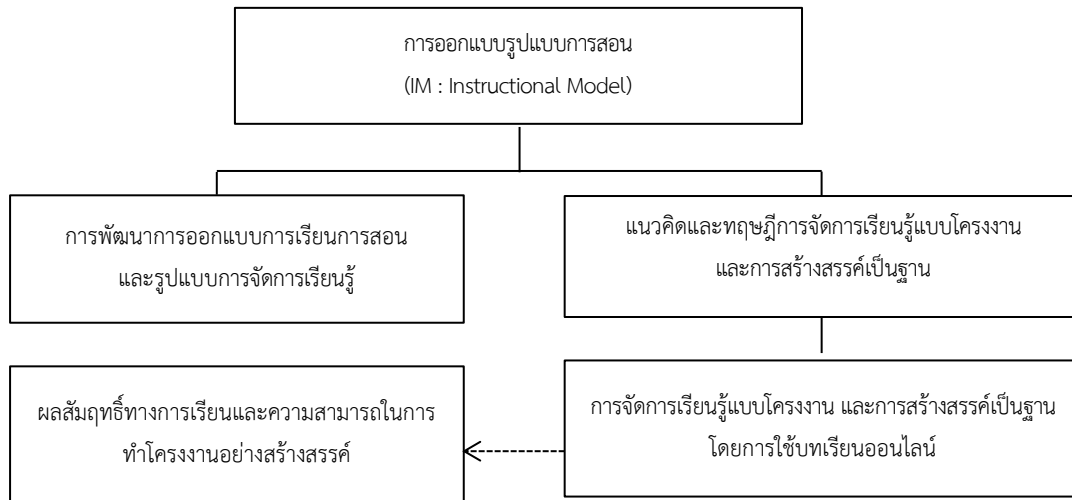 การออกแบบรูปแบบการสอน
(IM : Instructional Model)
การพัฒนาการออกแบบการเรียนการสอน
และรูปแบบการจัดการเรียนรู้
แนวคิดและทฤษฎีการจัดการเรียนรู้แบบโครงงาน
และการสร้างสรรค์เป็นฐาน
ผลสัมฤทธิ์ทางการเรียนและความสามารถในการ
ทำโครงงานอย่างสร้างสรรค์
การจัดการเรียนรู้แบบโครงงาน และการสร้างสรรค์เป็นฐาน
โดยการใช้บทเรียนออนไลน์